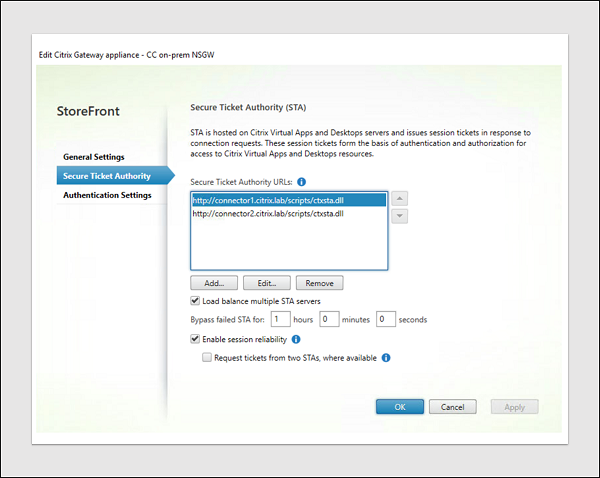 Edit Citrix Gateway appliance - CC on-prem NSGW
StoreFront
General Settings
Secure Ticket Authority
Authentication Settings
Secure Ticket Authority (STA)
STA is hosted on Citrix Virtual Apps and Desktops servers and issues session tickets in response to
connection requests. These session tickets form the basis of authentication and authorization for
access to Citrix Virtual Apps and Desktops resources.
Secure Ticket Authority URLs:
http://connector1.citrix.lab/scripts/ctxsta.dll
http://connector2.citrix.lab/scripts/ctxsta.dll
Add... Edit... Remove
Load balance multiple STA servers
Bypass failed STA for: 1 hours 0 minutes 0 seconds
Enable session reliability
Request tickets from two STAs, where available
OK Cancel Apply